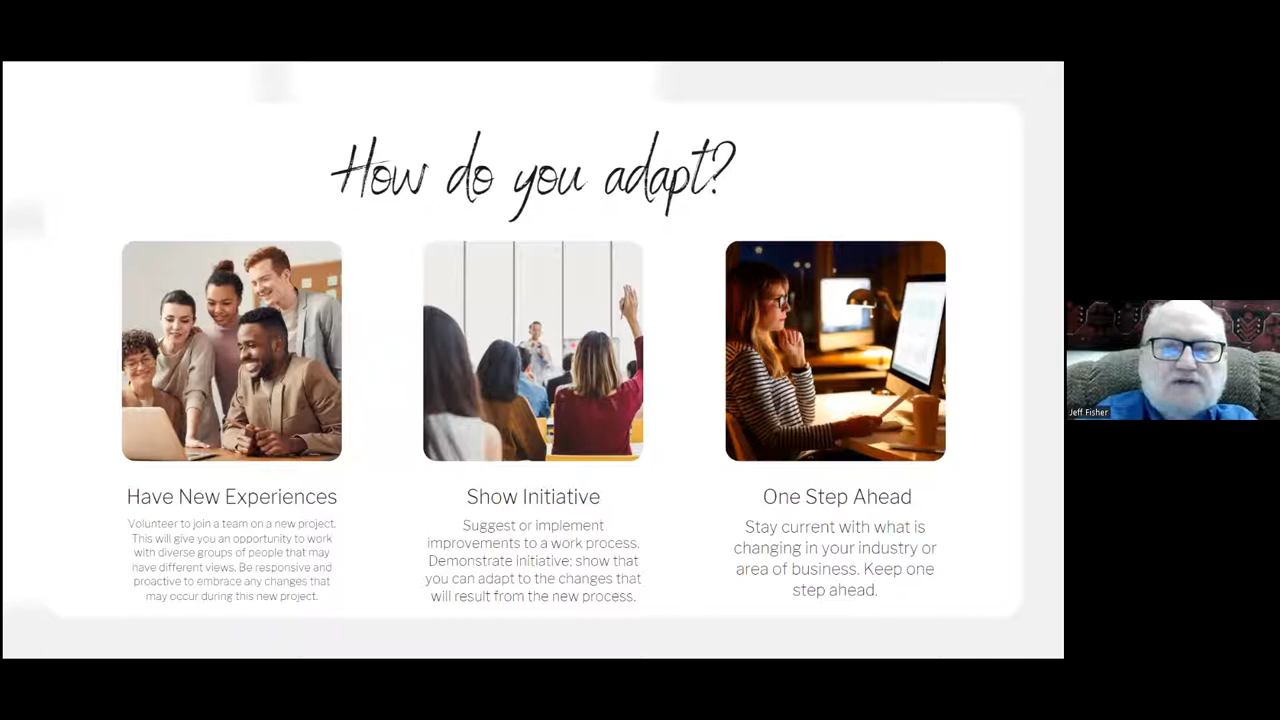 How do you adapt?
Have New Experiences
Volunteer to join a team on a new project.
This will give you an opportunity to work
with diverse groups of people that may
have different views. Be responsive and
proactive to embrace any changes that
may occur during this new project.
Show Initiative
Suggest or implement
improvements to a work process.
Demonstrate initiative; show that
you can adapt to the changes that
will result from the new process.
One Step Ahead
Stay current with what is
changing in your industry or
area of business. Keep one
step ahead.
Jeff Fisher